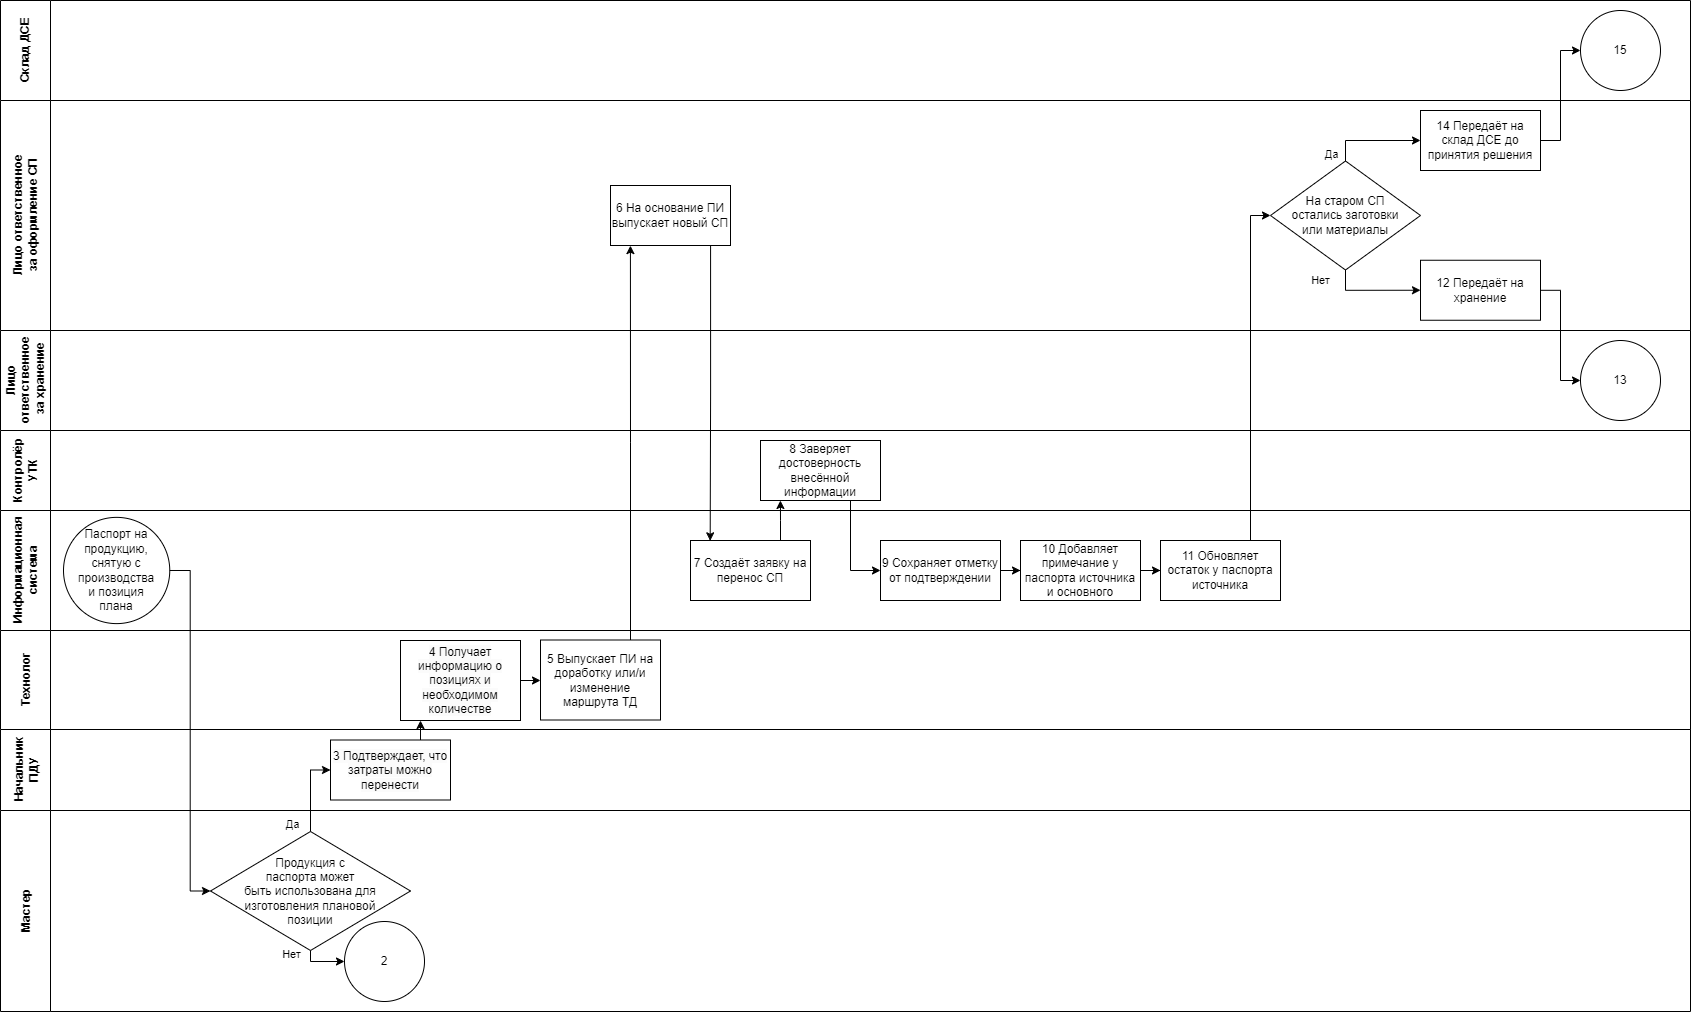 Склад ДСЕ
15
Лицо ответственное
за оформление СП
14 Передаёт на
склад ДСЕ до
принятия решения
Да
На старом СП
остались заготовки
или материалы
Нет
12 Передаёт на
хранение
6 На основание ПИ
выпускает новый СП
Лицо
ответственное
за хранение
13
Контролёр
УТК
8 Заверяет
достоверность
внесённой
информации
Информационная
система
Паспорт на
продукцию,
снятую с
производства
и позиция
плана
7 Создаёт заявку на
перенос СП
9 Сохраняет отметку
от подтверждении
10 Добавляет
примечание у
паспорта источника
и основного
11 Обновляет
остаток у паспорта
источника
Технолог
4 Получает
информацию о
позициях и
необходимом
количестве
5 Выпускает ПИ на
доработку или/и
изменение
маршрута ТД
Начальник
ПДУ
3 Подтверждает, что
затраты можно
перенести
Мастер
Да
Продукция с
паспорта может
быть использована для
изготовления плановой
позиции
Нет
2